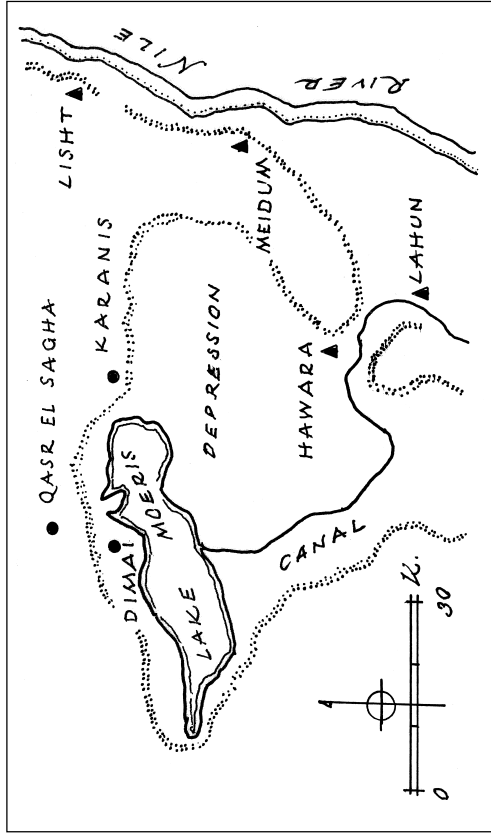 NILE
RIVER
LISHT
MEIDUM
KARANIS
QASR EL SAGHA
DEPRESSION
LAHUN
HAWARA
DIMAI
LAKE MOERIS
CANAL
0 30 K.